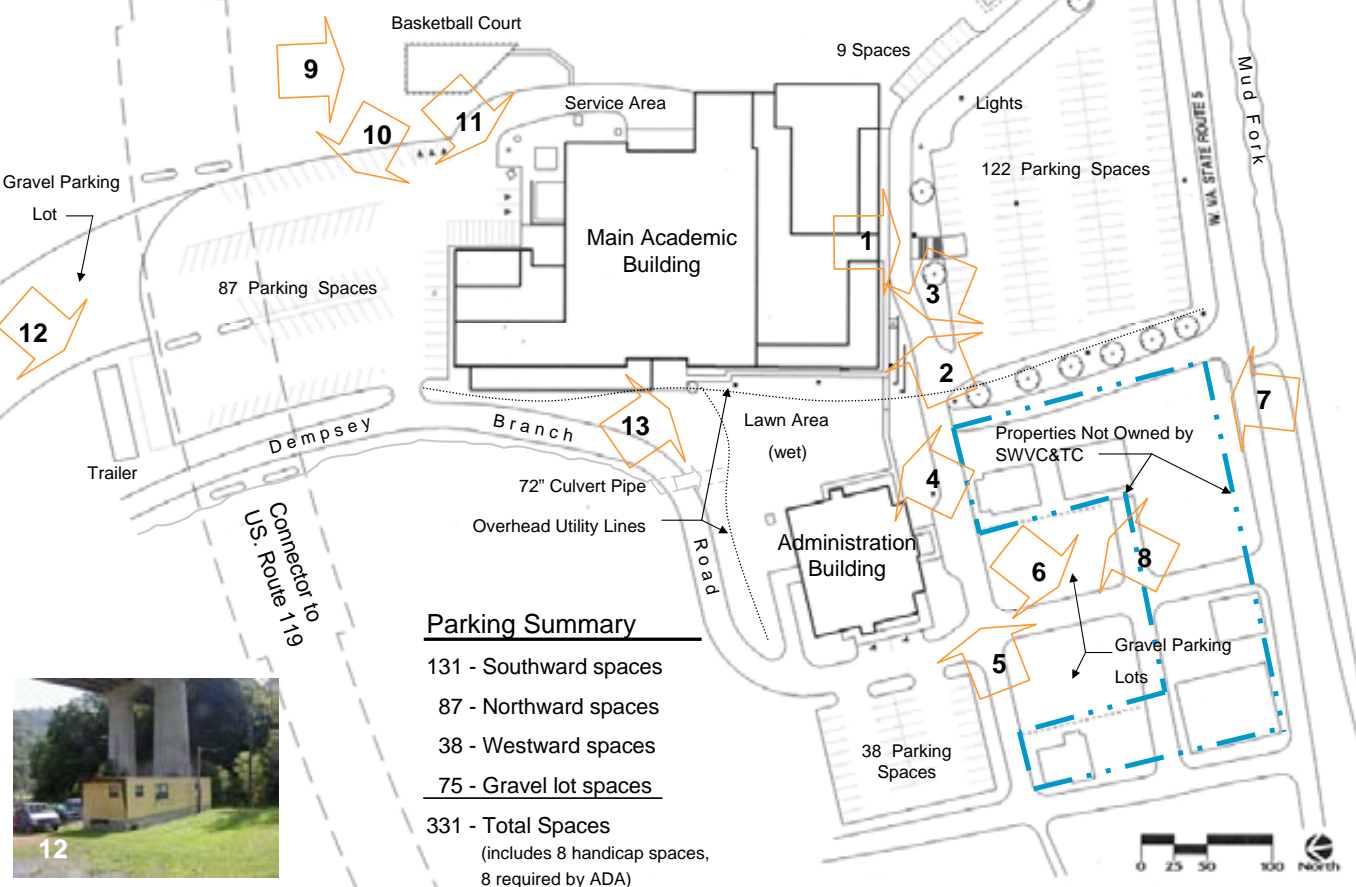 Basketball Court
9 Spaces
9
10
11
Service Area
Lights
Mud Fork
W. VA. STATE ROUTE 5
Gravel Parking
Lot
122 Parking Spaces
Main Academic
Building
1
3
87 Parking Spaces
12
2
7
13
Lawn Area
(wet)
Dempsey
Branch
Road
Properties Not Owned by
SWVC&TC
Trailer
4
72" Culvert Pipe
Overhead Utility Lines
Connector to
US. Route 119
Administration
Building
6
8
Parking Summary
131 - Southward spaces
87 - Northward spaces
38 - Westward spaces
75 - Gravel lot spaces
331 - Total Spaces
(includes 8 handicap spaces,
8 required by ADA)
5
Gravel Parking
Lots
38 Parking
Spaces
12
0 25 50 100 North